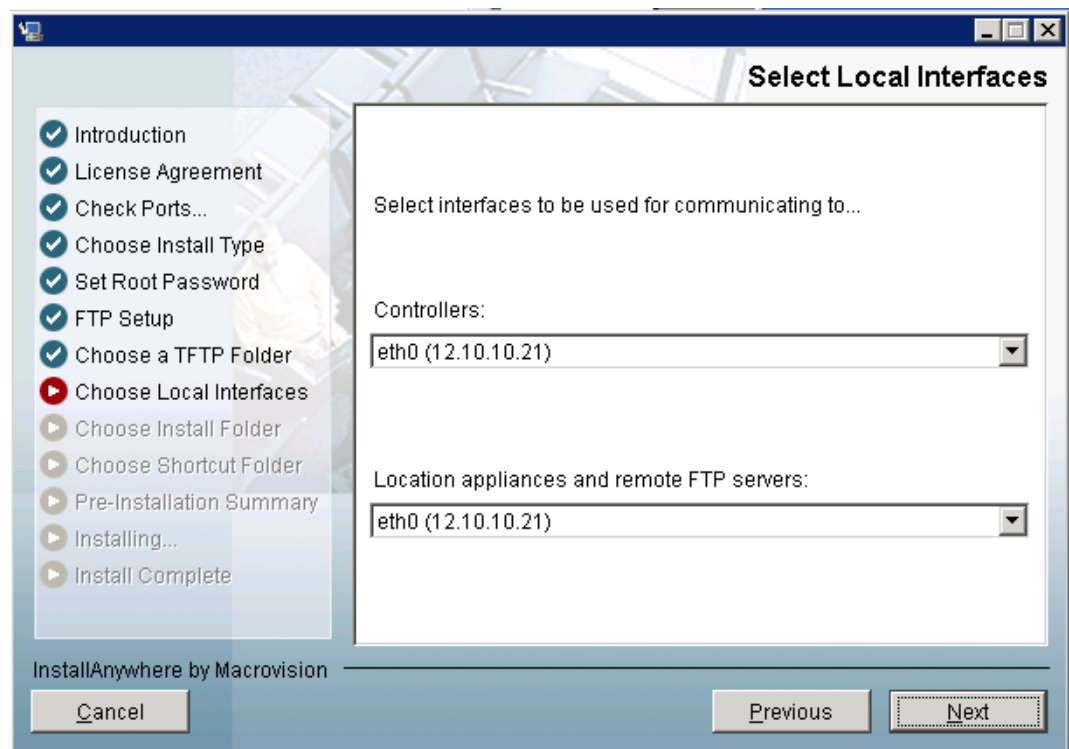 Select Local Interfaces
Introduction
License Agreement
Check Ports...
Choose Install Type
Set Root Password
FTP Setup
Choose a TFTP Folder
Choose Local Interfaces
Choose Install Folder
Choose Shortcut Folder
Pre-Installation Summary
Installing...
Install Complete
Select interfaces to be used for communicating to...
Controllers:
eth0 (12.10.10.21)
Location appliances and remote FTP servers:
eth0 (12.10.10.21)
InstallAnywhere by Macrovision
Cancel
Previous
Next